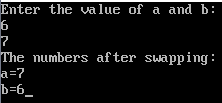 Enter the value of a and b:
6
7
The numbers after swapping:
a=7
b=6_